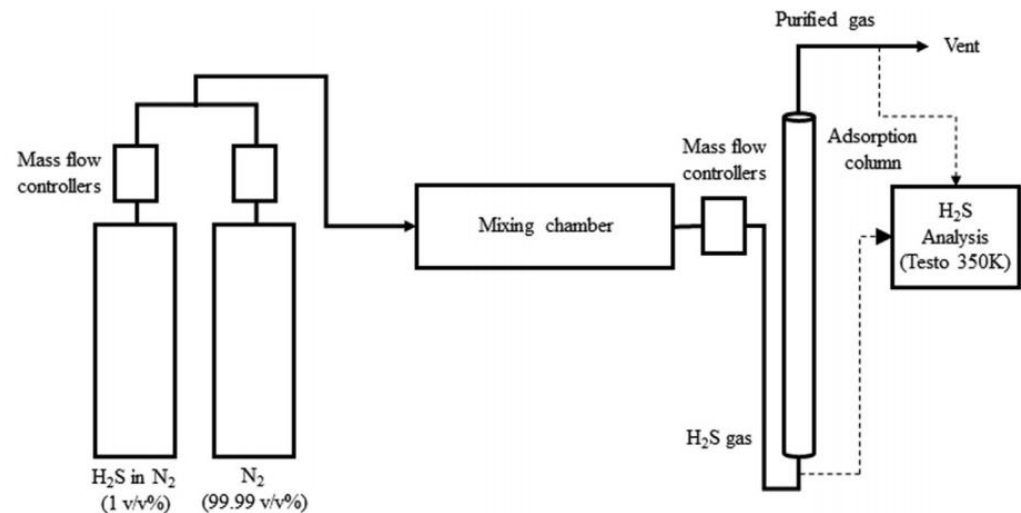 Purified gas
Vent
Mass flow
controllers
Mass flow
controllers
Adsorption
column
Mixing chamber
H₂S
Analysis
(Testo 350K)
H₂S gas
H₂S in N₂
(1 v/v%)
N₂
(99.99 v/v%)